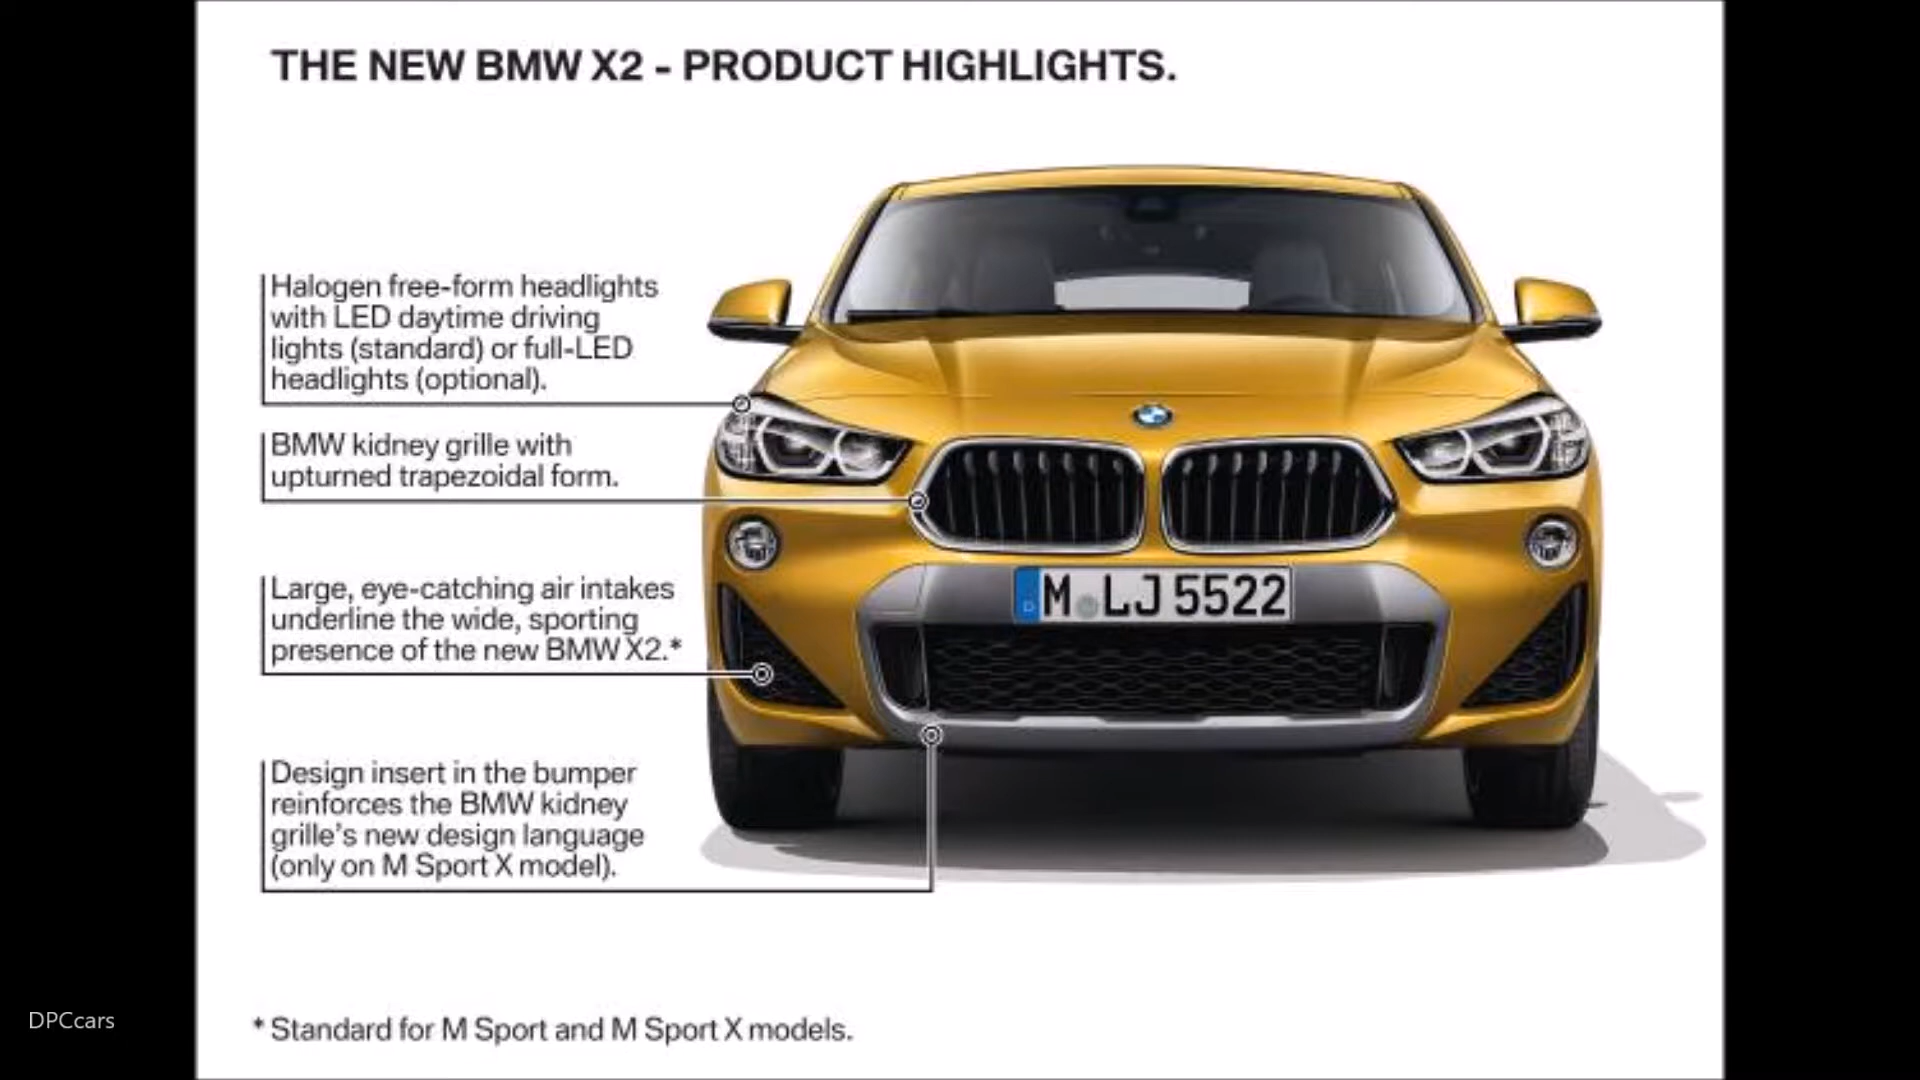 THE NEW BMW X2 - PRODUCT HIGHLIGHTS.
Halogen free-form headlights
with LED daytime driving
lights (standard) or full-LED
headlights (optional).
BMW kidney grille with
upturned trapezoidal form.
Large, eye-catching air intakes
underline the wide, sporting
presence of the new BMW X2.*
Design insert in the bumper
reinforces the BMW kidney
grille's new design language
(only on M Sport X model).
D M LJ 5522
* Standard for M Sport and M Sport X models.
DPCcars